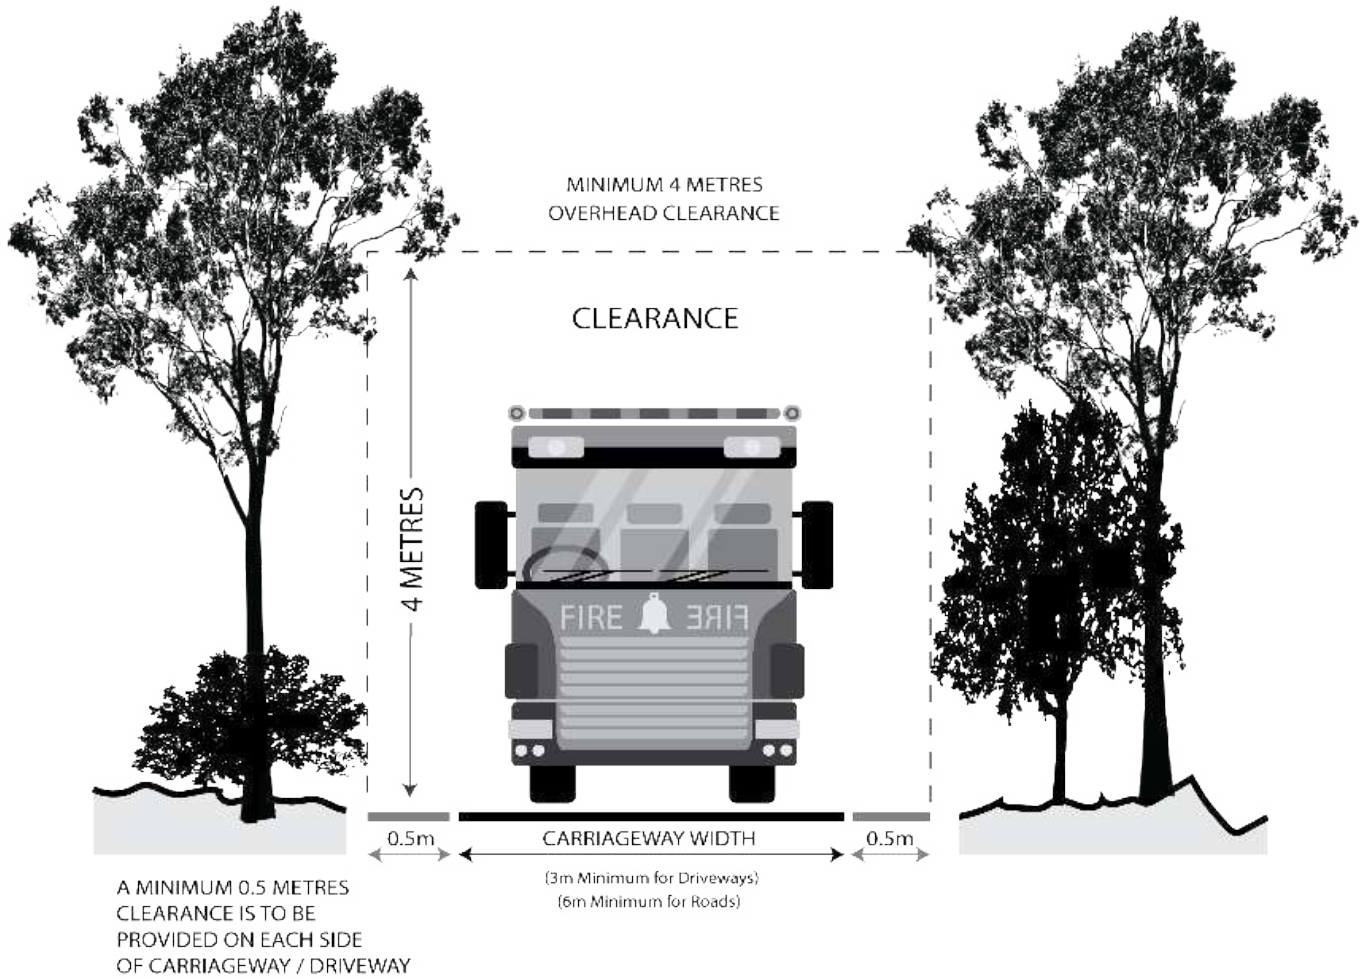 MINIMUM 4 METRES
OVERHEAD CLEARANCE
CLEARANCE
4 METRES
FIRE FIRE
0.5m
CARRIAGEWAY WIDTH
0.5m
(3m Minimum for Driveways)
(6m Minimum for Roads)
A MINIMUM 0.5 METRES
CLEARANCE IS TO BE
PROVIDED ON EACH SIDE
OF CARRIAGEWAY / DRIVEWAY